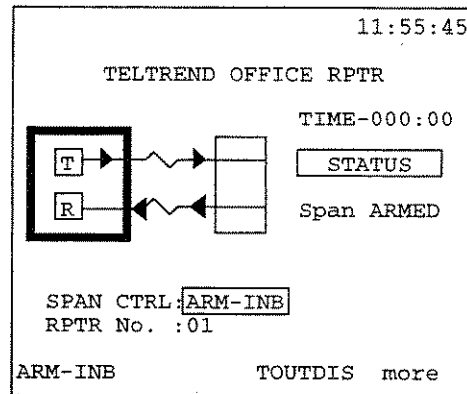 11:55:45
TELTREND OFFICE RPTR
TIME-000:00
T
STATUS
R
Span ARMED
SPAN CTRL:ARM-INB
RPTR No. :01
ARM-INB TOUTDIS more